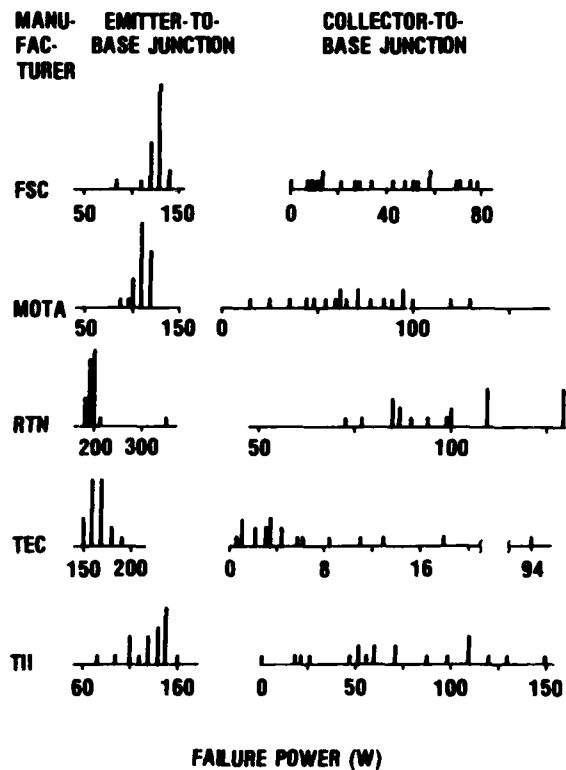 MANU-
FAC-
TURER
EMITTER-TO-
BASE JUNCTION
COLLECTOR-TO-
BASE JUNCTION
FSC
50 150
0 40 80
MOTA
50 150
0 100
RTN
200 300
50 100
TEC
150 200
0 8 16 94
TII
60 160
0 50 100 150
FAILURE POWER (W)